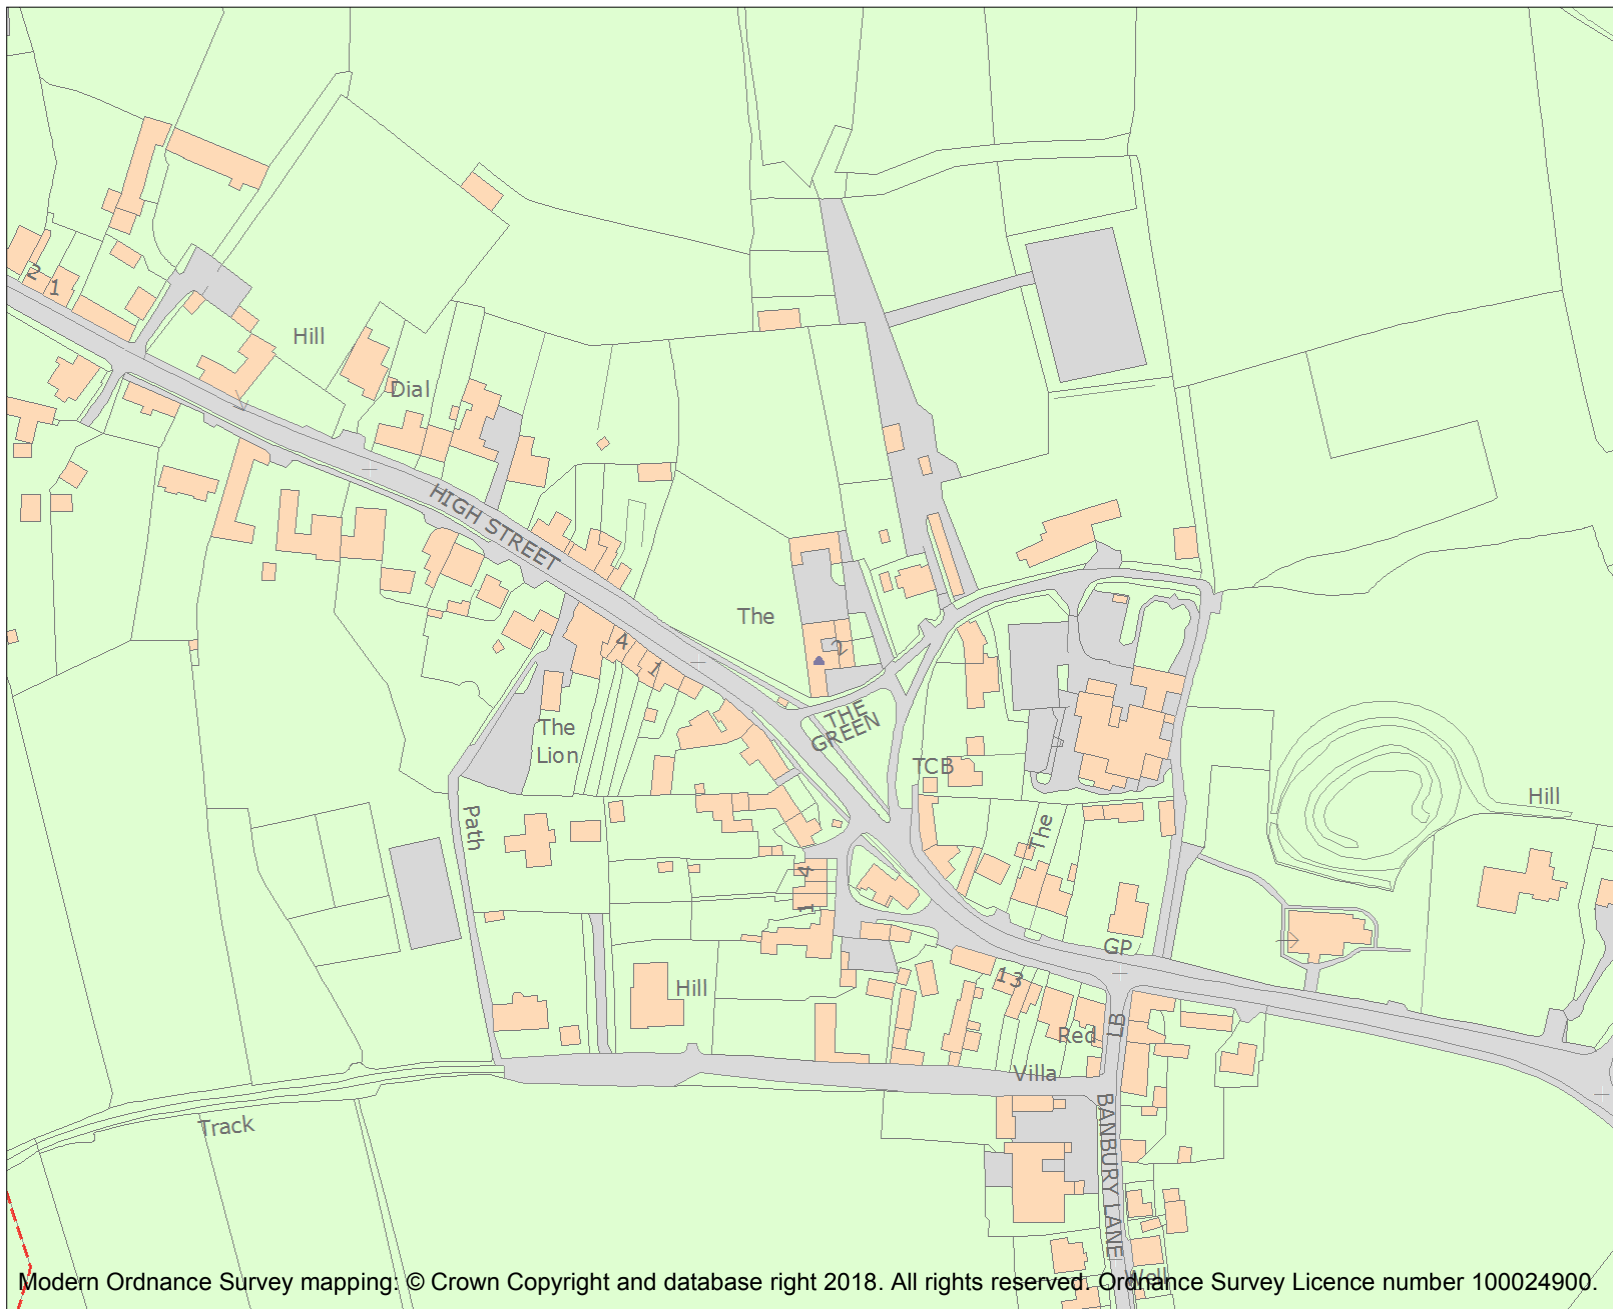 2
1
Hill
Dial
HIGH STREET
The
2
4
1
THE
GREEN
The
Lion
TCB
Path
The
Hill
4
1
GP
Hill
13
LB
Red
Villa
Track
BANBURY LANE
Well
Modern Ordnance Survey mapping: © Crown Copyright and database right 2018. All rights reserved. Ordnance Survey Licence number 100024900.